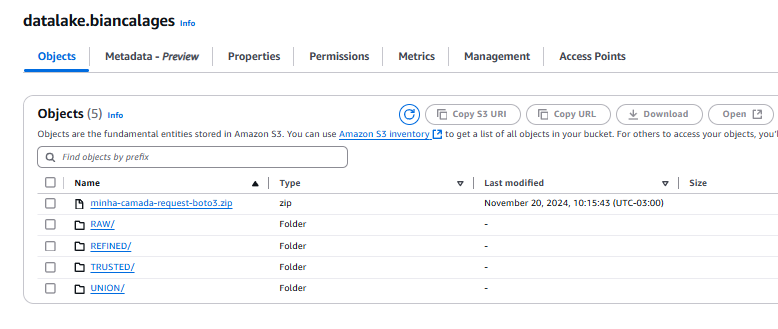 datalake.biancalages Info
Objects Metadata - Preview Properties Permissions Metrics Management Access Points
Objects (5) Info Copy S3 URI Copy URL Download Open
Objects are the fundamental entities stored in Amazon S3. You can use Amazon S3 inventory to get a list of all objects in your bucket. For others to access your objects, you'l
Find objects by prefix
Name Type Last modified Size
minha-camada-request-boto3.zip zip November 20, 2024, 10:15:43 (UTC-03:00)
RAW/ Folder -
REFINED/ Folder -
TRUSTED/ Folder -
UNION/ Folder -